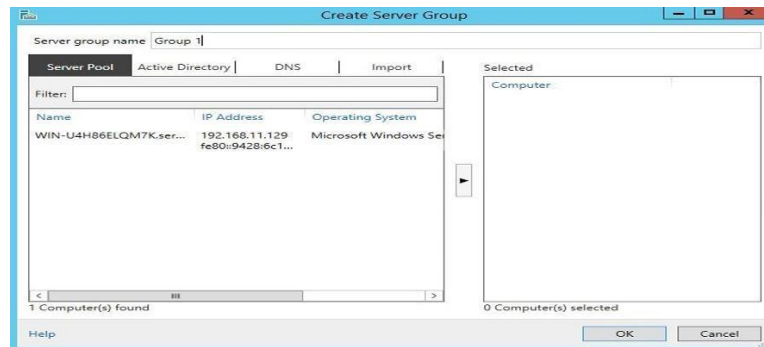 Create Server Group
Server group name Group 1
Server Pool Active Directory DNS Import
Filter:
Name IP Address Operating System
WIN-U4H86ELQM7K.ser... 192.168.11.129 Microsoft Windows Se
fe80::9428:6c1...
1 Computer(s) found
Selected
Computer
0 Computer(s) selected
Help OK Cancel